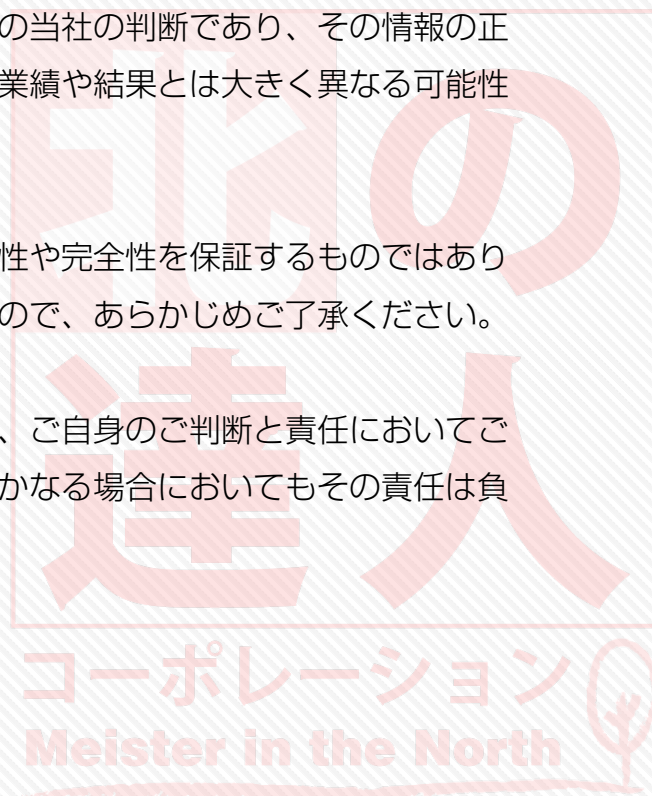 の当社の判断であり、その情報の正
業績や結果とは大きく異なる可能性
性や完全性を保証するものではあり
ので、あらかじめご了承ください。
、ご自身のご判断と責任においてご
かなる場合においてもその責任は負
北の
達人
コーポレーション
Meister in the North